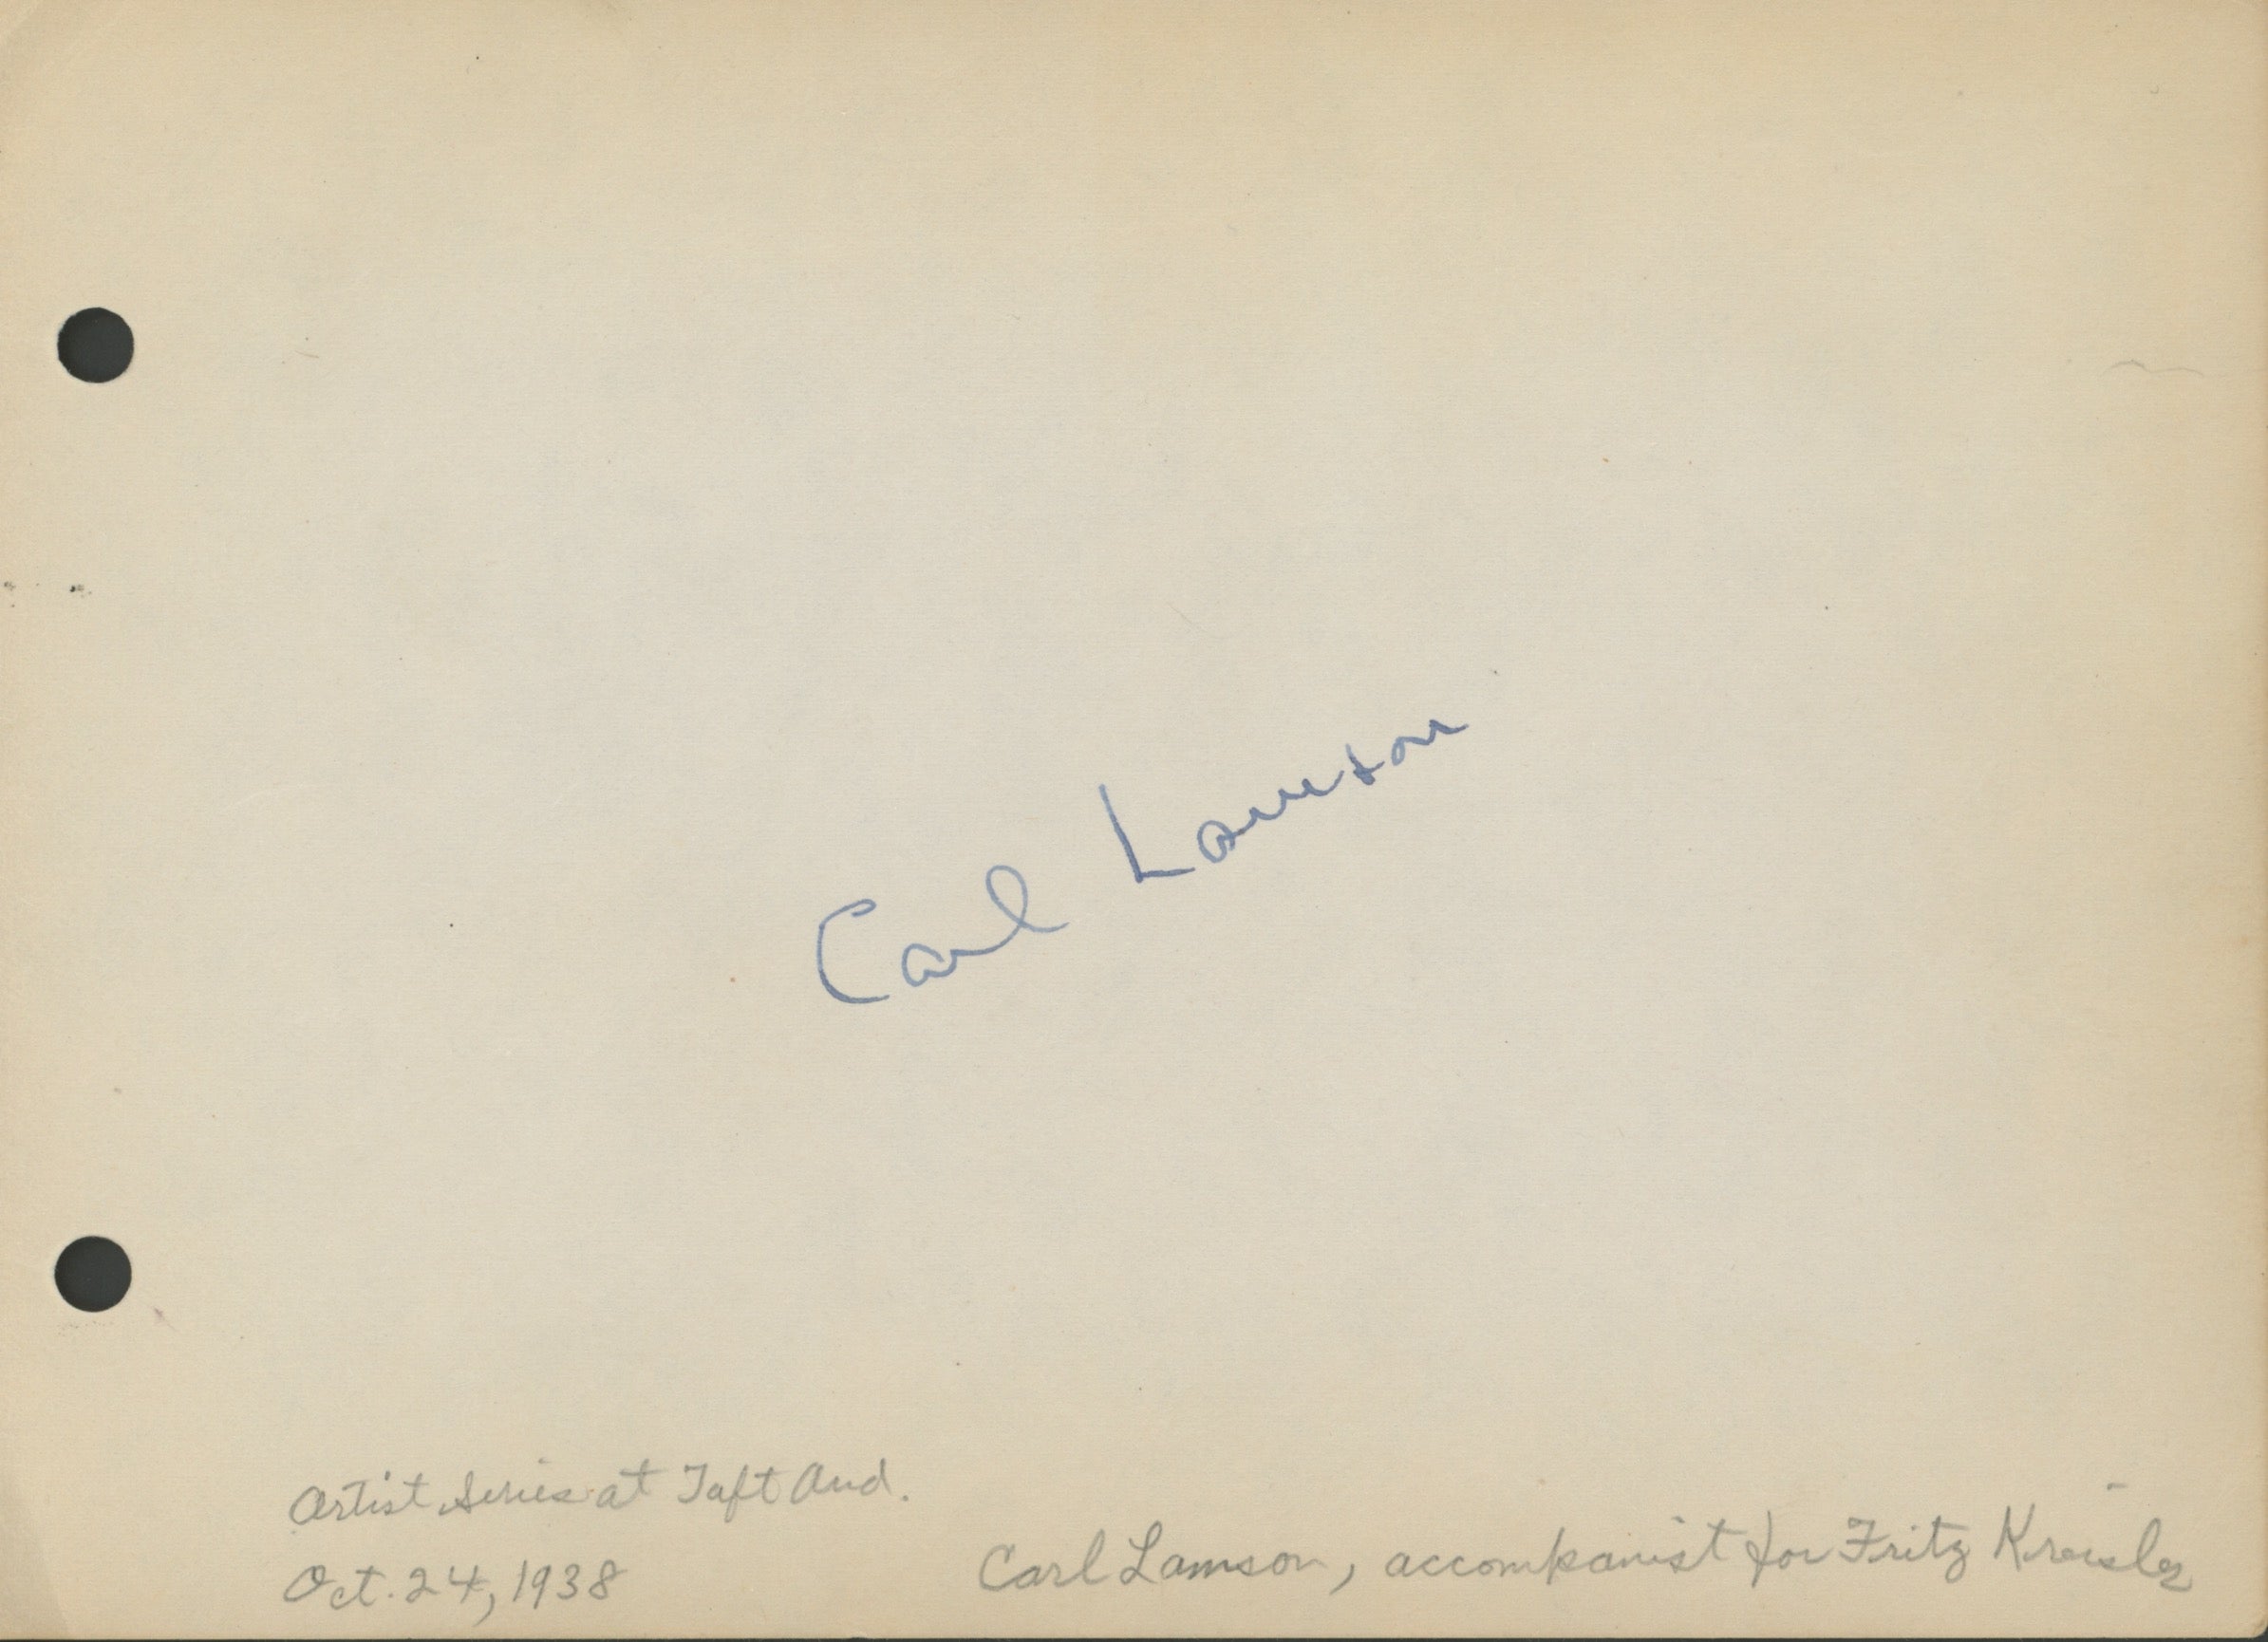 Carl Lamson
Artist Series at Taft Aud.
Oct. 24, 1938
Carl Lamson, accompanist for Fritz Kreisler